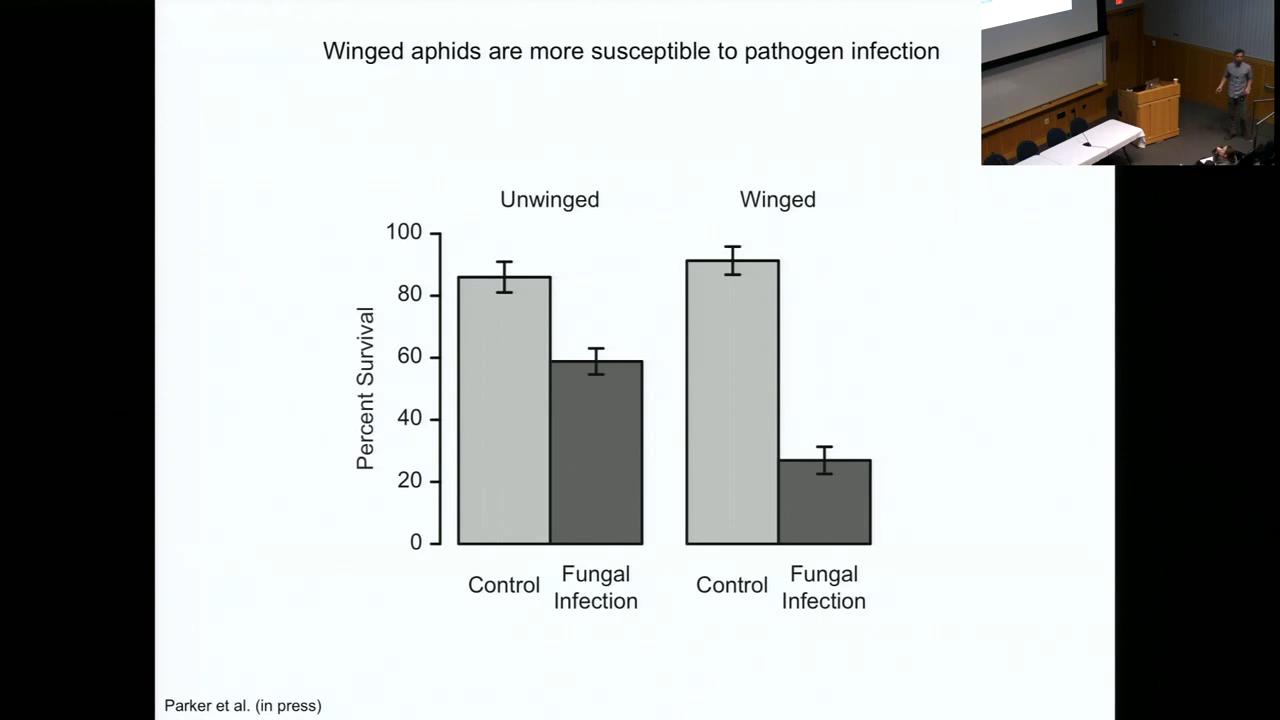 Winged aphids are more susceptible to pathogen infection
Unwinged
Winged
100
80
60
40
20
0
Percent Survival
Control
Fungal
Infection
Control
Fungal
Infection
Parker et al. (in press)